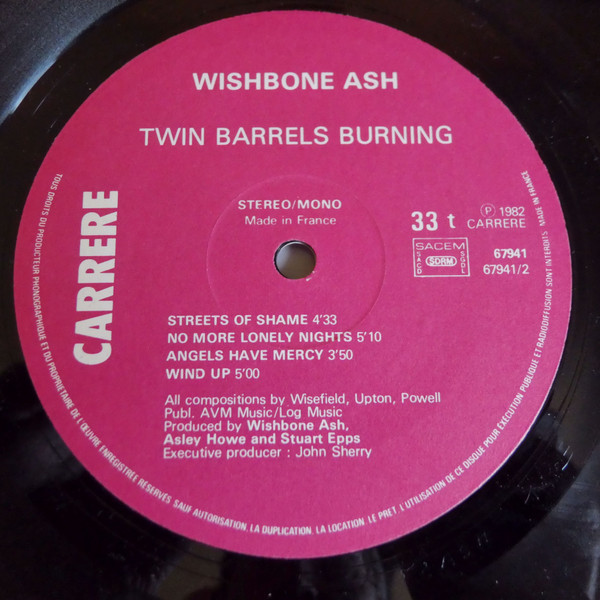 WISHBONE ASH
TWIN BARRELS BURNING
CARRERE
STEREO/MONO
Made in France
33 t
Ⓟ 1982
CARRERE
SACEM
SACD
SDRM
SGDL
67941
67941/2
STREETS OF SHAME 4'33
NO MORE LONELY NIGHTS 5'10
ANGELS HAVE MERCY 3'50
WIND UP 5'00
All compositions by Wisefield, Upton, Powell
Publ. AVM Music/Log Music
Produced by Wishbone Ash,
Asley Howe and Stuart Epps
Executive producer : John Sherry
TOUS DROITS DU PRODUCTEUR PHONOGRAPHIQUE ET DU PROPRIETAIRE DE L'ŒUVRE ENREGISTREE RESERVES. SAUF AUTORISATION, LA DUPLICATION, LA LOCATION, LE PRET, L'UTILISATION DE CE DISQUE POUR EXECUTION PUBLIQUE ET RADIODIFFUSION SONT INTERDITS MADE IN FRANCE